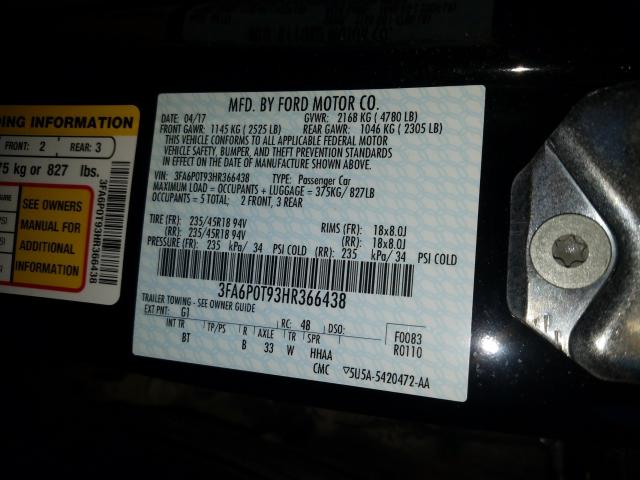 DING INFORMATION
FRONT: 2 REAR: 3
75 kg or 827 lbs.
SEE OWNERS
MANUAL FOR
ADDITIONAL
INFORMATION
3FA6P0T93HR366438
MFD. BY FORD MOTOR CO.
DATE: 04/17 GVWR: 2168 KG ( 4780 LB)
FRONT GAWR: 1145 KG ( 2525 LB) REAR GAWR: 1046 KG ( 2305 LB)
THIS VEHICLE CONFORMS TO ALL APPLICABLE FEDERAL MOTOR
VEHICLE SAFETY, BUMPER, AND THEFT PREVENTION STANDARDS
IN EFFECT ON THE DATE OF MANUFACTURE SHOWN ABOVE.
VIN: 3FA6P0T93HR366438 TYPE: Passenger Car
MAXIMUM LOAD = OCCUPANTS + LUGGAGE = 375KG/827LB
OCCUPANTS = 5 TOTAL: 2 FRONT, 3 REAR
TIRE (FR): 235/45R18 94V RIMS (FR): 18x8.0J
(RR): 235/45R18 94V (RR): 18x8.0J
PRESSURE (FR): 235 kPa/ 34 PSI COLD (RR): 235 kPa/ 34 PSI COLD
3FA6P0T93HR366438
TRAILER TOWING - SEE OWNER GUIDE
EXT PNT: G1 RC: 48 DSO: F0083
INT TR TP/PS R AXLE TR SPR R0110
BT B 33 W HHAA
CMC ▽5U5A-5420472-AA